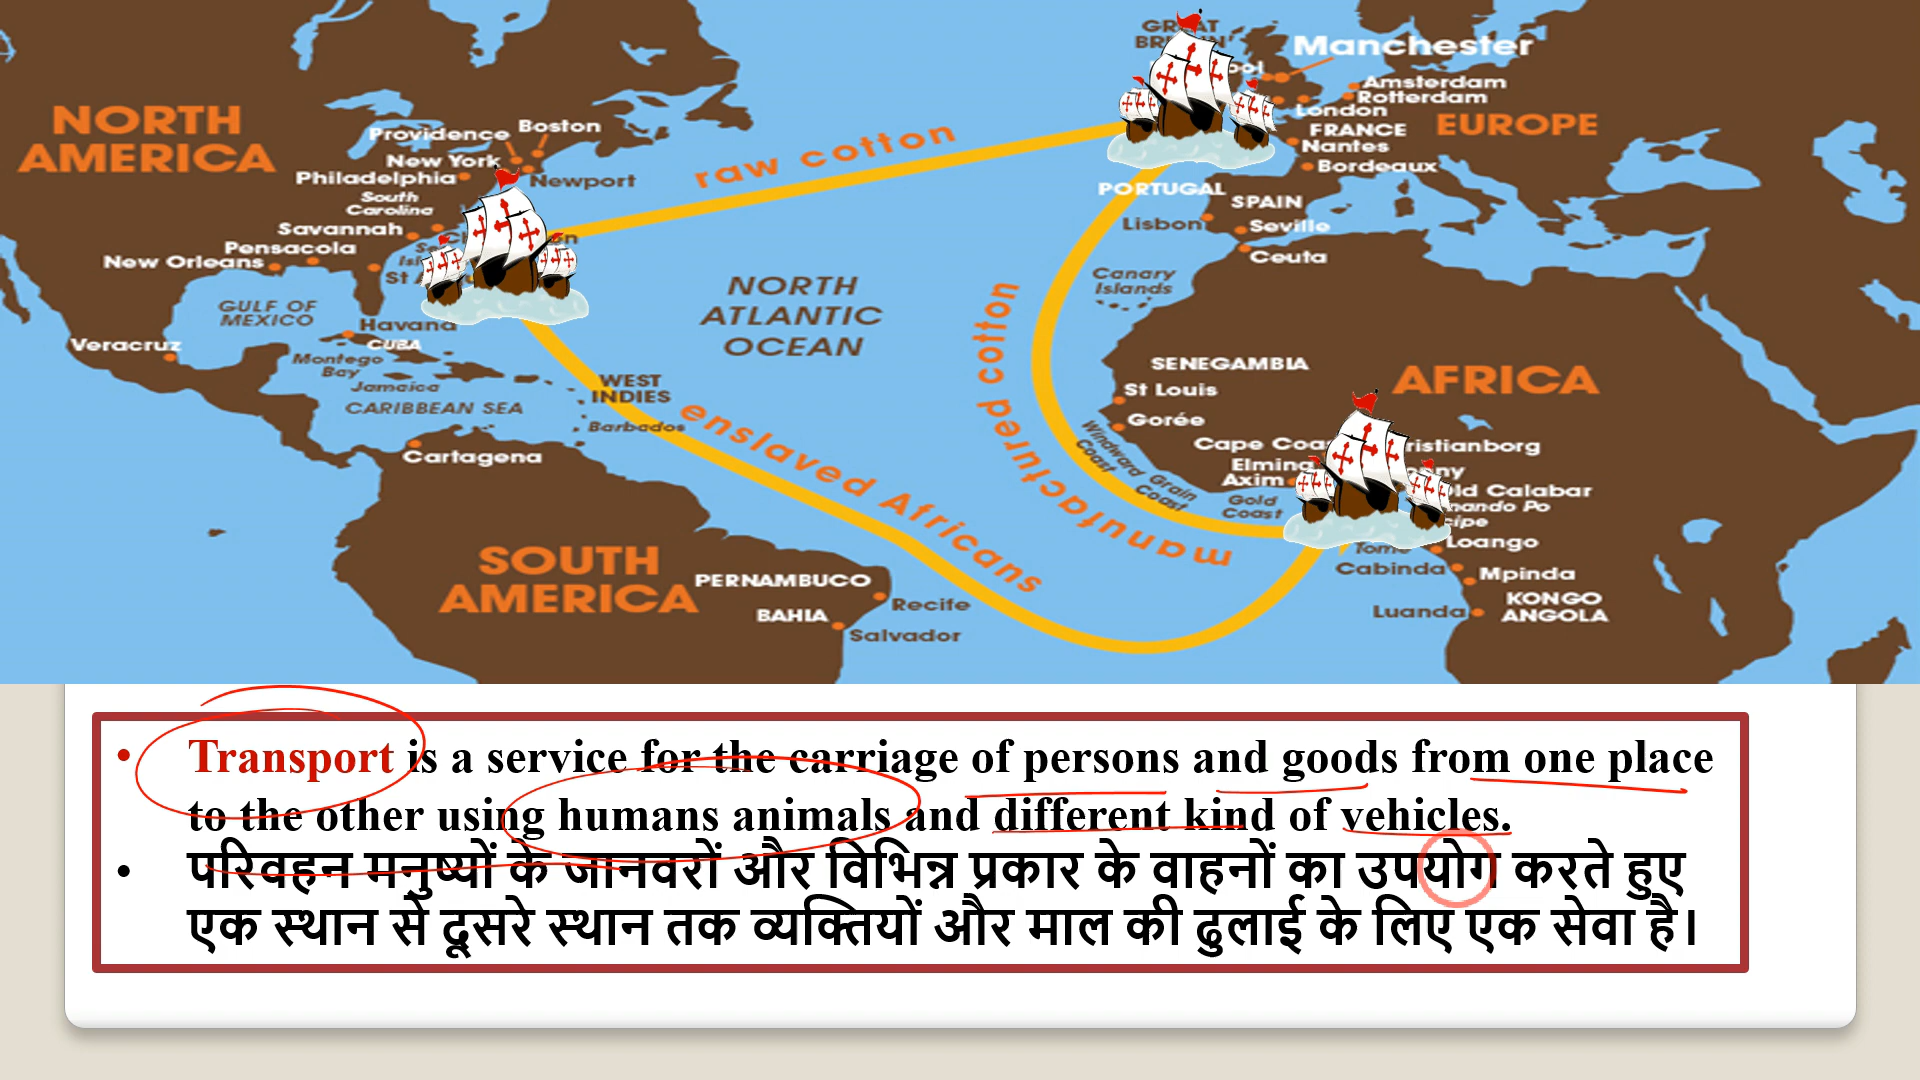 GREAT
Manchester
Amsterdam
Rotterdam
London
FRANCE
EUROPE
Nantes
Bordeaux
NORTH
AMERICA
Providence
Boston
New York
Philadelphia
Newport
South
Carolina
Savannah
Pensacola
New Orleans
raw cotton
PORTUGAL
SPAIN
Lisbon
Seville
Ceuta
Canary
Islands
GULF OF
MEXICO
Havana
CUBA
Veracruz
Montego
Bay
Jamaica
CARIBBEAN SEA
WEST
INDIES
Barbados
Cartagena
NORTH
ATLANTIC
OCEAN
manufactured cotton
enslaved Africans
SENEGAMBIA
AFRICA
St Louis
Gorée
Windward
Coast
Grain
Coast
Gold
Coast
Axim
Loango
Cabinda
Mpinda
KONGO
Luanda
ANGOLA
SOUTH
AMERICA
PERNAMBUCO
Recife
BAHIA
Salvador
• Transport is a service for the carriage of persons and goods from one place
to the other using humans animals and different kind of vehicles.
• परिवहन मनुष्यों के जानवरों और विभिन्न प्रकार के वाहनों का उपयोग करते हुए
एक स्थान से दूसरे स्थान तक व्यक्तियों और माल की ढुलाई के लिए एक सेवा है।